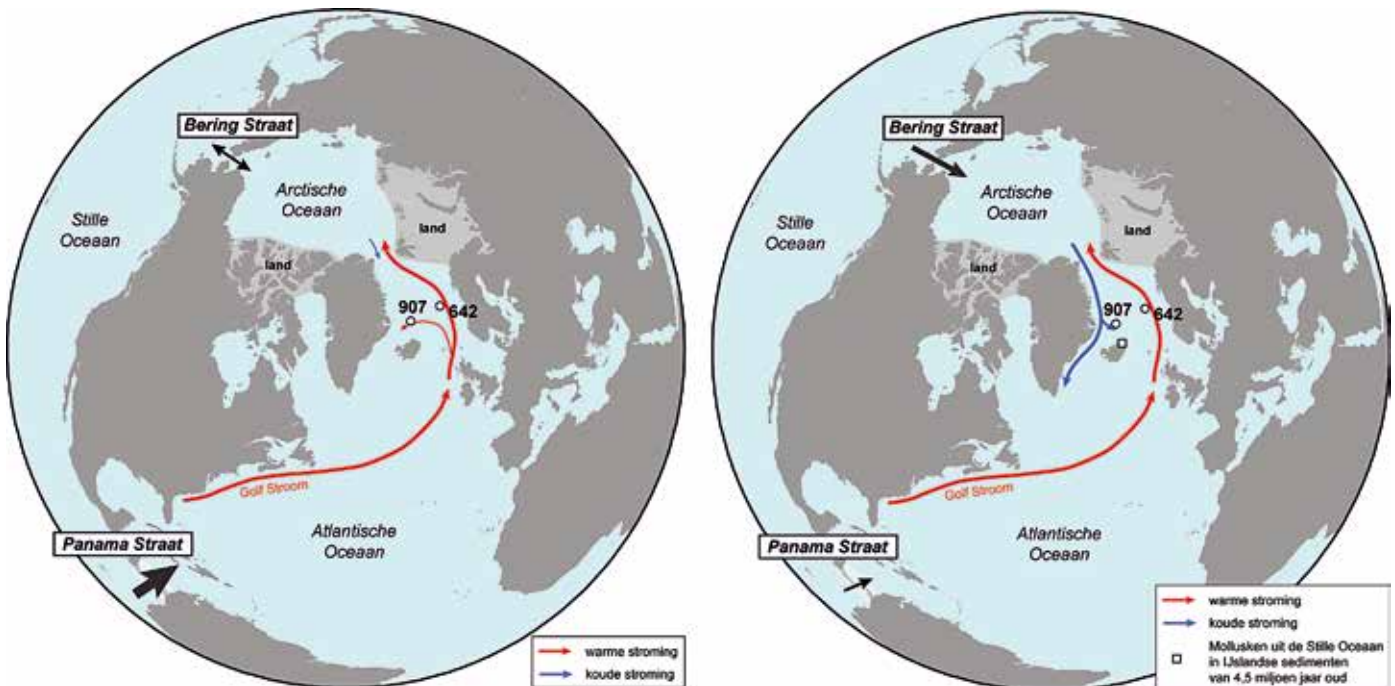 Bering Straat
Arctische
Oceaan
Stille
Oceaan
land
land
907
642
Golf Stroom
Atlantische
Oceaan
Panama Straat
warme stroming
koude stroming
Bering Straat
Arctische
Oceaan
Stille
Oceaan
land
land
907
642
Golf Stroom
Atlantische
Oceaan
Panama Straat
warme stroming
koude stroming
Mollusken uit de Stille Oceaan
in IJslandse sedimenten
van 4,5 miljoen jaar oud